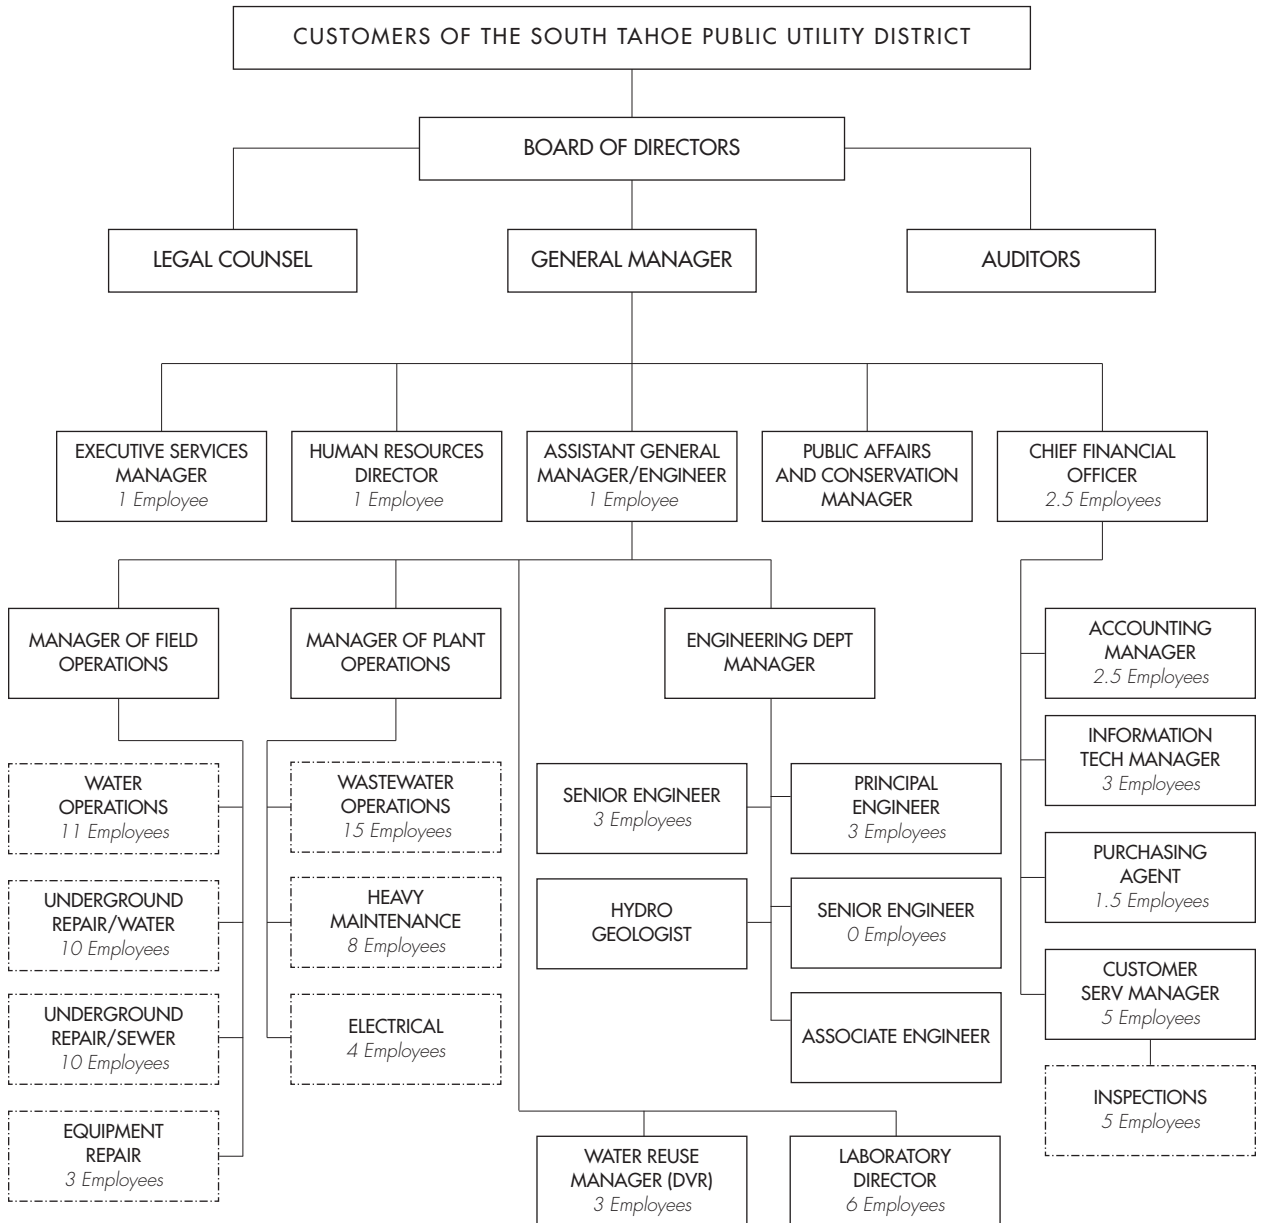 CUSTOMERS OF THE SOUTH TAHOE PUBLIC UTILITY DISTRICT
BOARD OF DIRECTORS
LEGAL COUNSEL
GENERAL MANAGER
AUDITORS
EXECUTIVE SERVICES
MANAGER
1 Employee
HUMAN RESOURCES
DIRECTOR
1 Employee
ASSISTANT GENERAL
MANAGER/ENGINEER
1 Employee
PUBLIC AFFAIRS
AND CONSERVATION
MANAGER
CHIEF FINANCIAL
OFFICER
2.5 Employees
MANAGER OF FIELD
OPERATIONS
MANAGER OF PLANT
OPERATIONS
ENGINEERING DEPT
MANAGER
ACCOUNTING
MANAGER
2.5 Employees
INFORMATION
TECH MANAGER
3 Employees
WATER
OPERATIONS
11 Employees
WASTEWATER
OPERATIONS
15 Employees
SENIOR ENGINEER
3 Employees
PRINCIPAL
ENGINEER
3 Employees
PURCHASING
AGENT
1.5 Employees
UNDERGROUND
REPAIR/WATER
10 Employees
HEAVY
MAINTENANCE
8 Employees
HYDRO
GEOLOGIST
SENIOR ENGINEER
0 Employees
CUSTOMER
SERV MANAGER
5 Employees
UNDERGROUND
REPAIR/SEWER
10 Employees
ELECTRICAL
4 Employees
ASSOCIATE ENGINEER
INSPECTIONS
5 Employees
EQUIPMENT
REPAIR
3 Employees
WATER REUSE
MANAGER (DVR)
3 Employees
LABORATORY
DIRECTOR
6 Employees